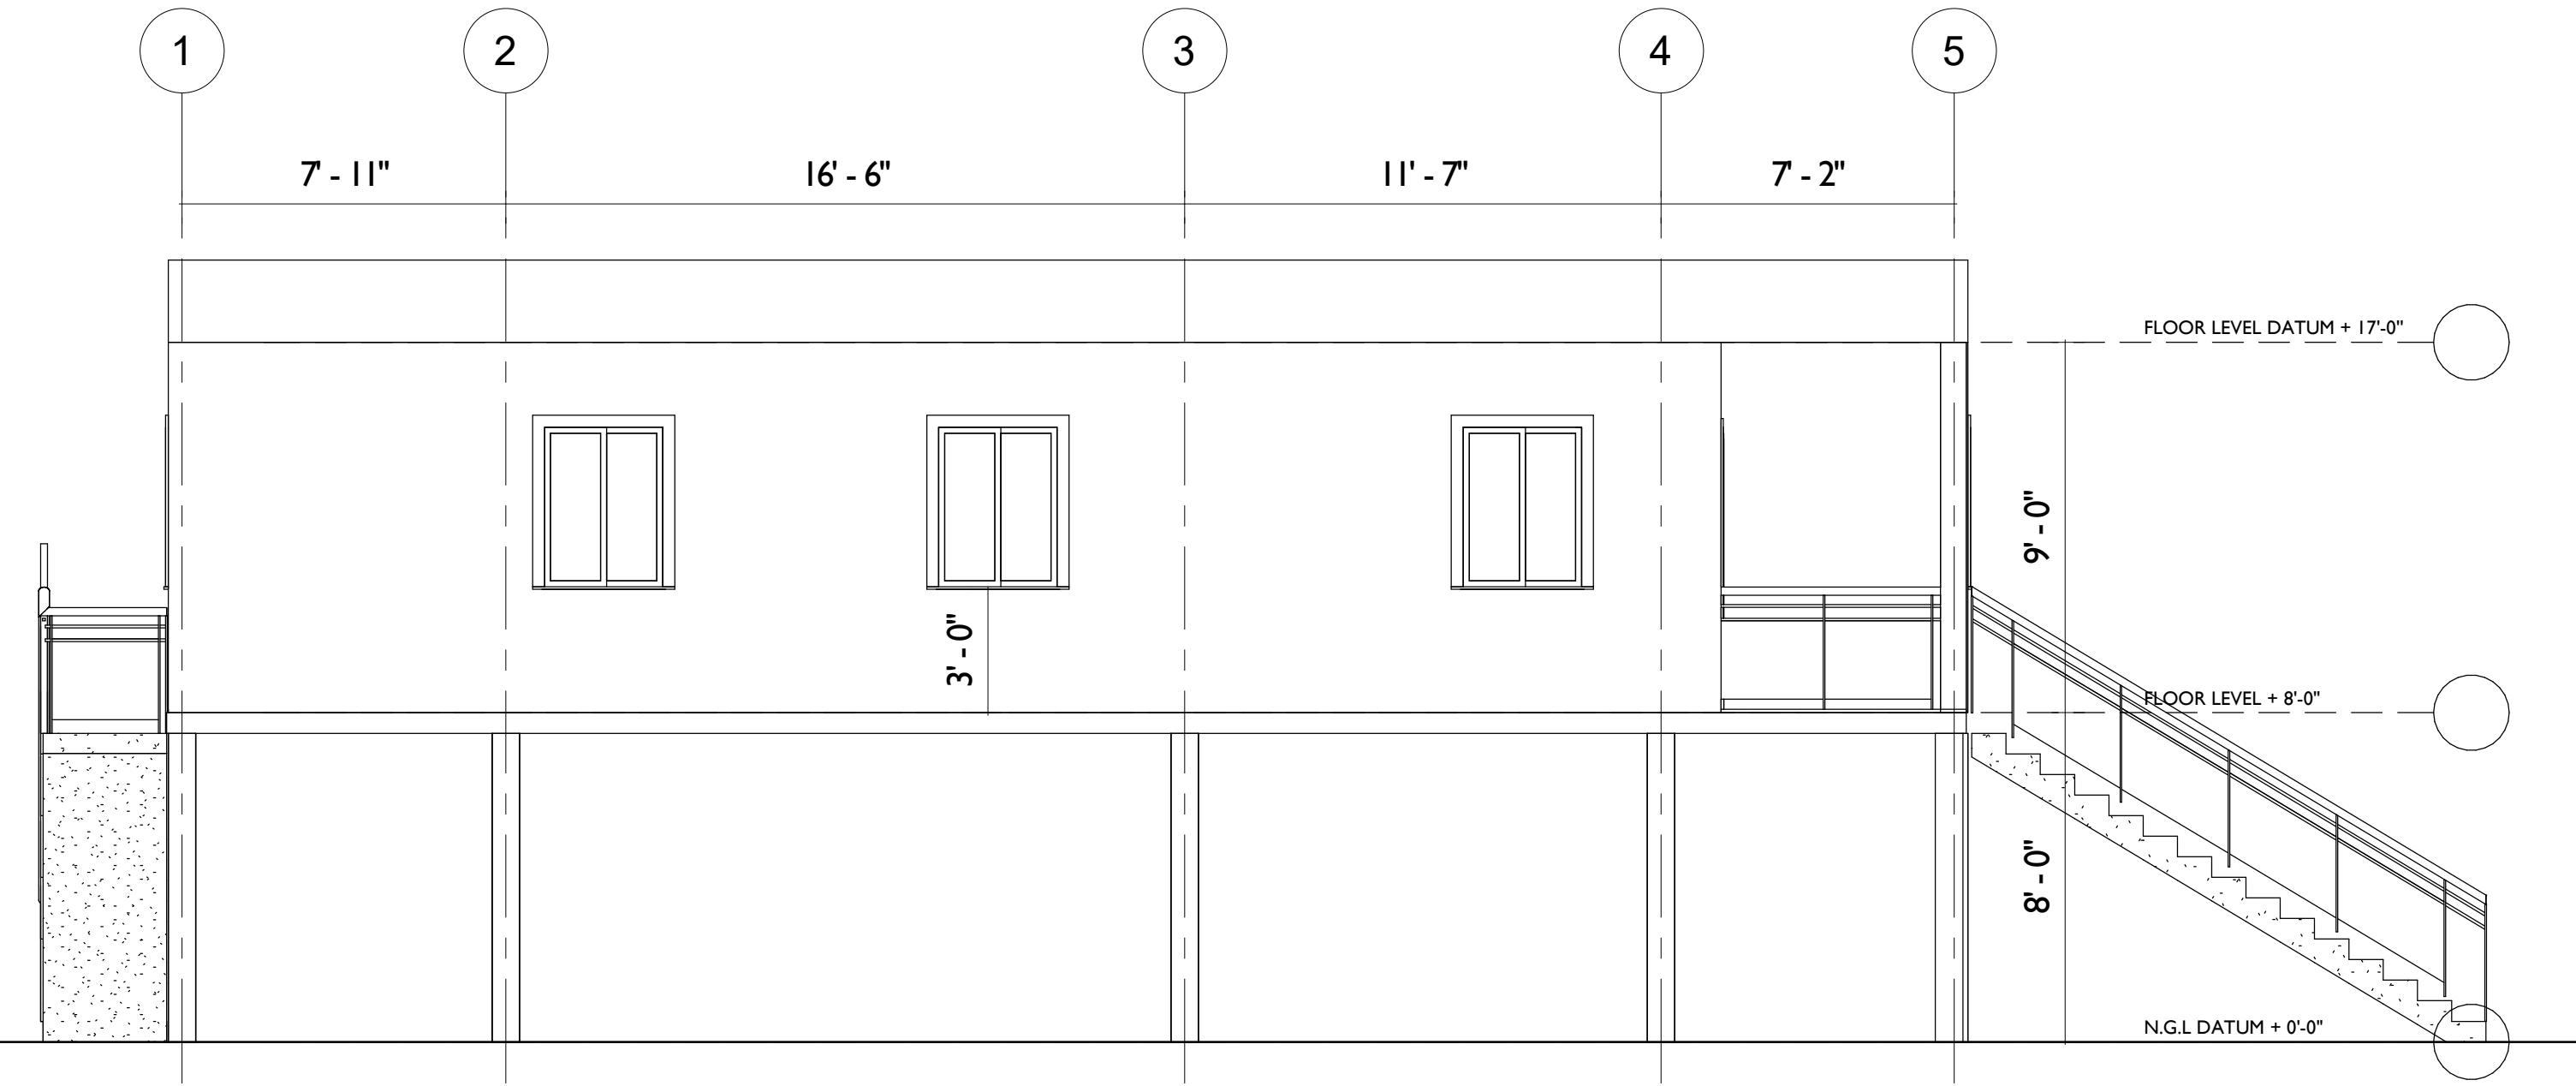 1
2
3
4
5
7' - 11"
16' - 6"
11' - 7"
7' - 2"
FLOOR LEVEL DATUM + 17'-0"
9' - 0"
3' - 0"
FLOOR LEVEL + 8'-0"
8' - 0"
N.G.L DATUM + 0'-0"